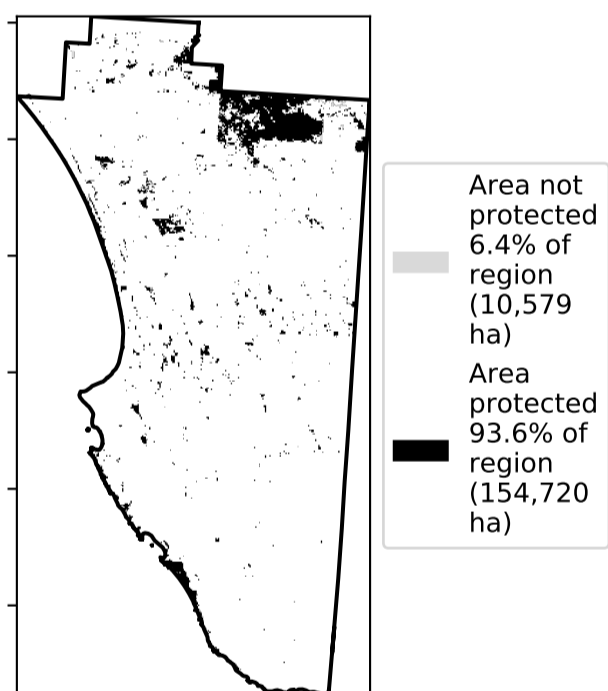 Area not
protected
6.4% of
region
(10,579
ha)
Area
protected
93.6% of
region
(154,720
ha)